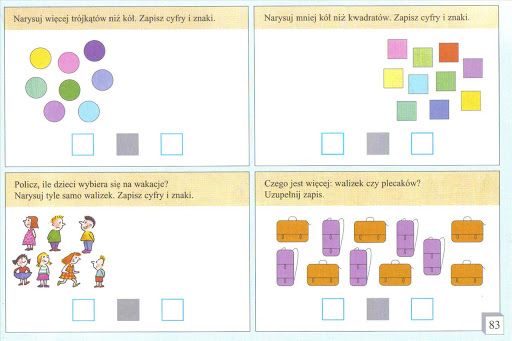 Narysuj więcej trójkątów niż kół. Zapisz cyfry i znaki.
Narysuj mniej kół niż kwadratów. Zapisz cyfry i znaki.
Policz, ile dzieci wybiera się na wakacje?
Narysuj tyle samo walizek. Zapisz cyfry i znaki.
Czego jest więcej: walizek czy plecaków?
Uzupełnij zapis.
83